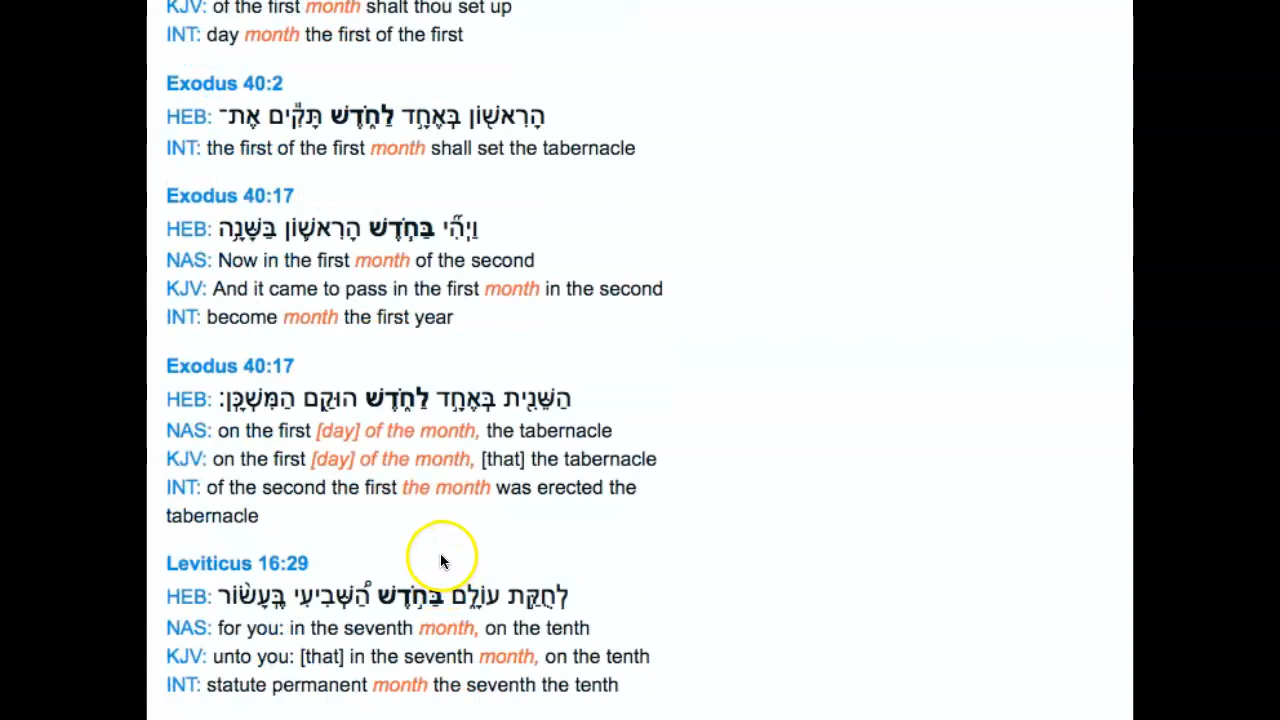 KJV: of the first month shalt thou set up
INT: day month the first of the first
Exodus 40:2
HEB: הָרִאשׁ֖וֹן בְּאֶחָ֣ד לַחֹ֑דֶשׁ תָּקִ֕ים אֶת־
INT: the first of the first month shall set the tabernacle
Exodus 40:17
HEB: וַיְהִ֞י בַּחֹ֧דֶשׁ הָרִאשׁ֛וֹן בַּשָּׁנָ֥ה
NAS: Now in the first month of the second
KJV: And it came to pass in the first month in the second
INT: become month the first year
Exodus 40:17
HEB: הַשֵּׁנִ֖ית בְּאֶחָ֣ד לַחֹ֑דֶשׁ הוּקַ֖ם הַמִּשְׁכָּֽן׃
NAS: on the first [day] of the month, the tabernacle
KJV: on the first [day] of the month, [that] the tabernacle
INT: of the second the first the month was erected the
tabernacle
Leviticus 16:29
HEB: לְחֻקַּ֣ת עוֹלָ֑ם בַּחֹ֣דֶשׁ הַ֠שְּׁבִיעִי בֶּֽעָשׂ֨וֹר
NAS: for you: in the seventh month, on the tenth
KJV: unto you: [that] in the seventh month, on the tenth
INT: statute permanent month the seventh the tenth